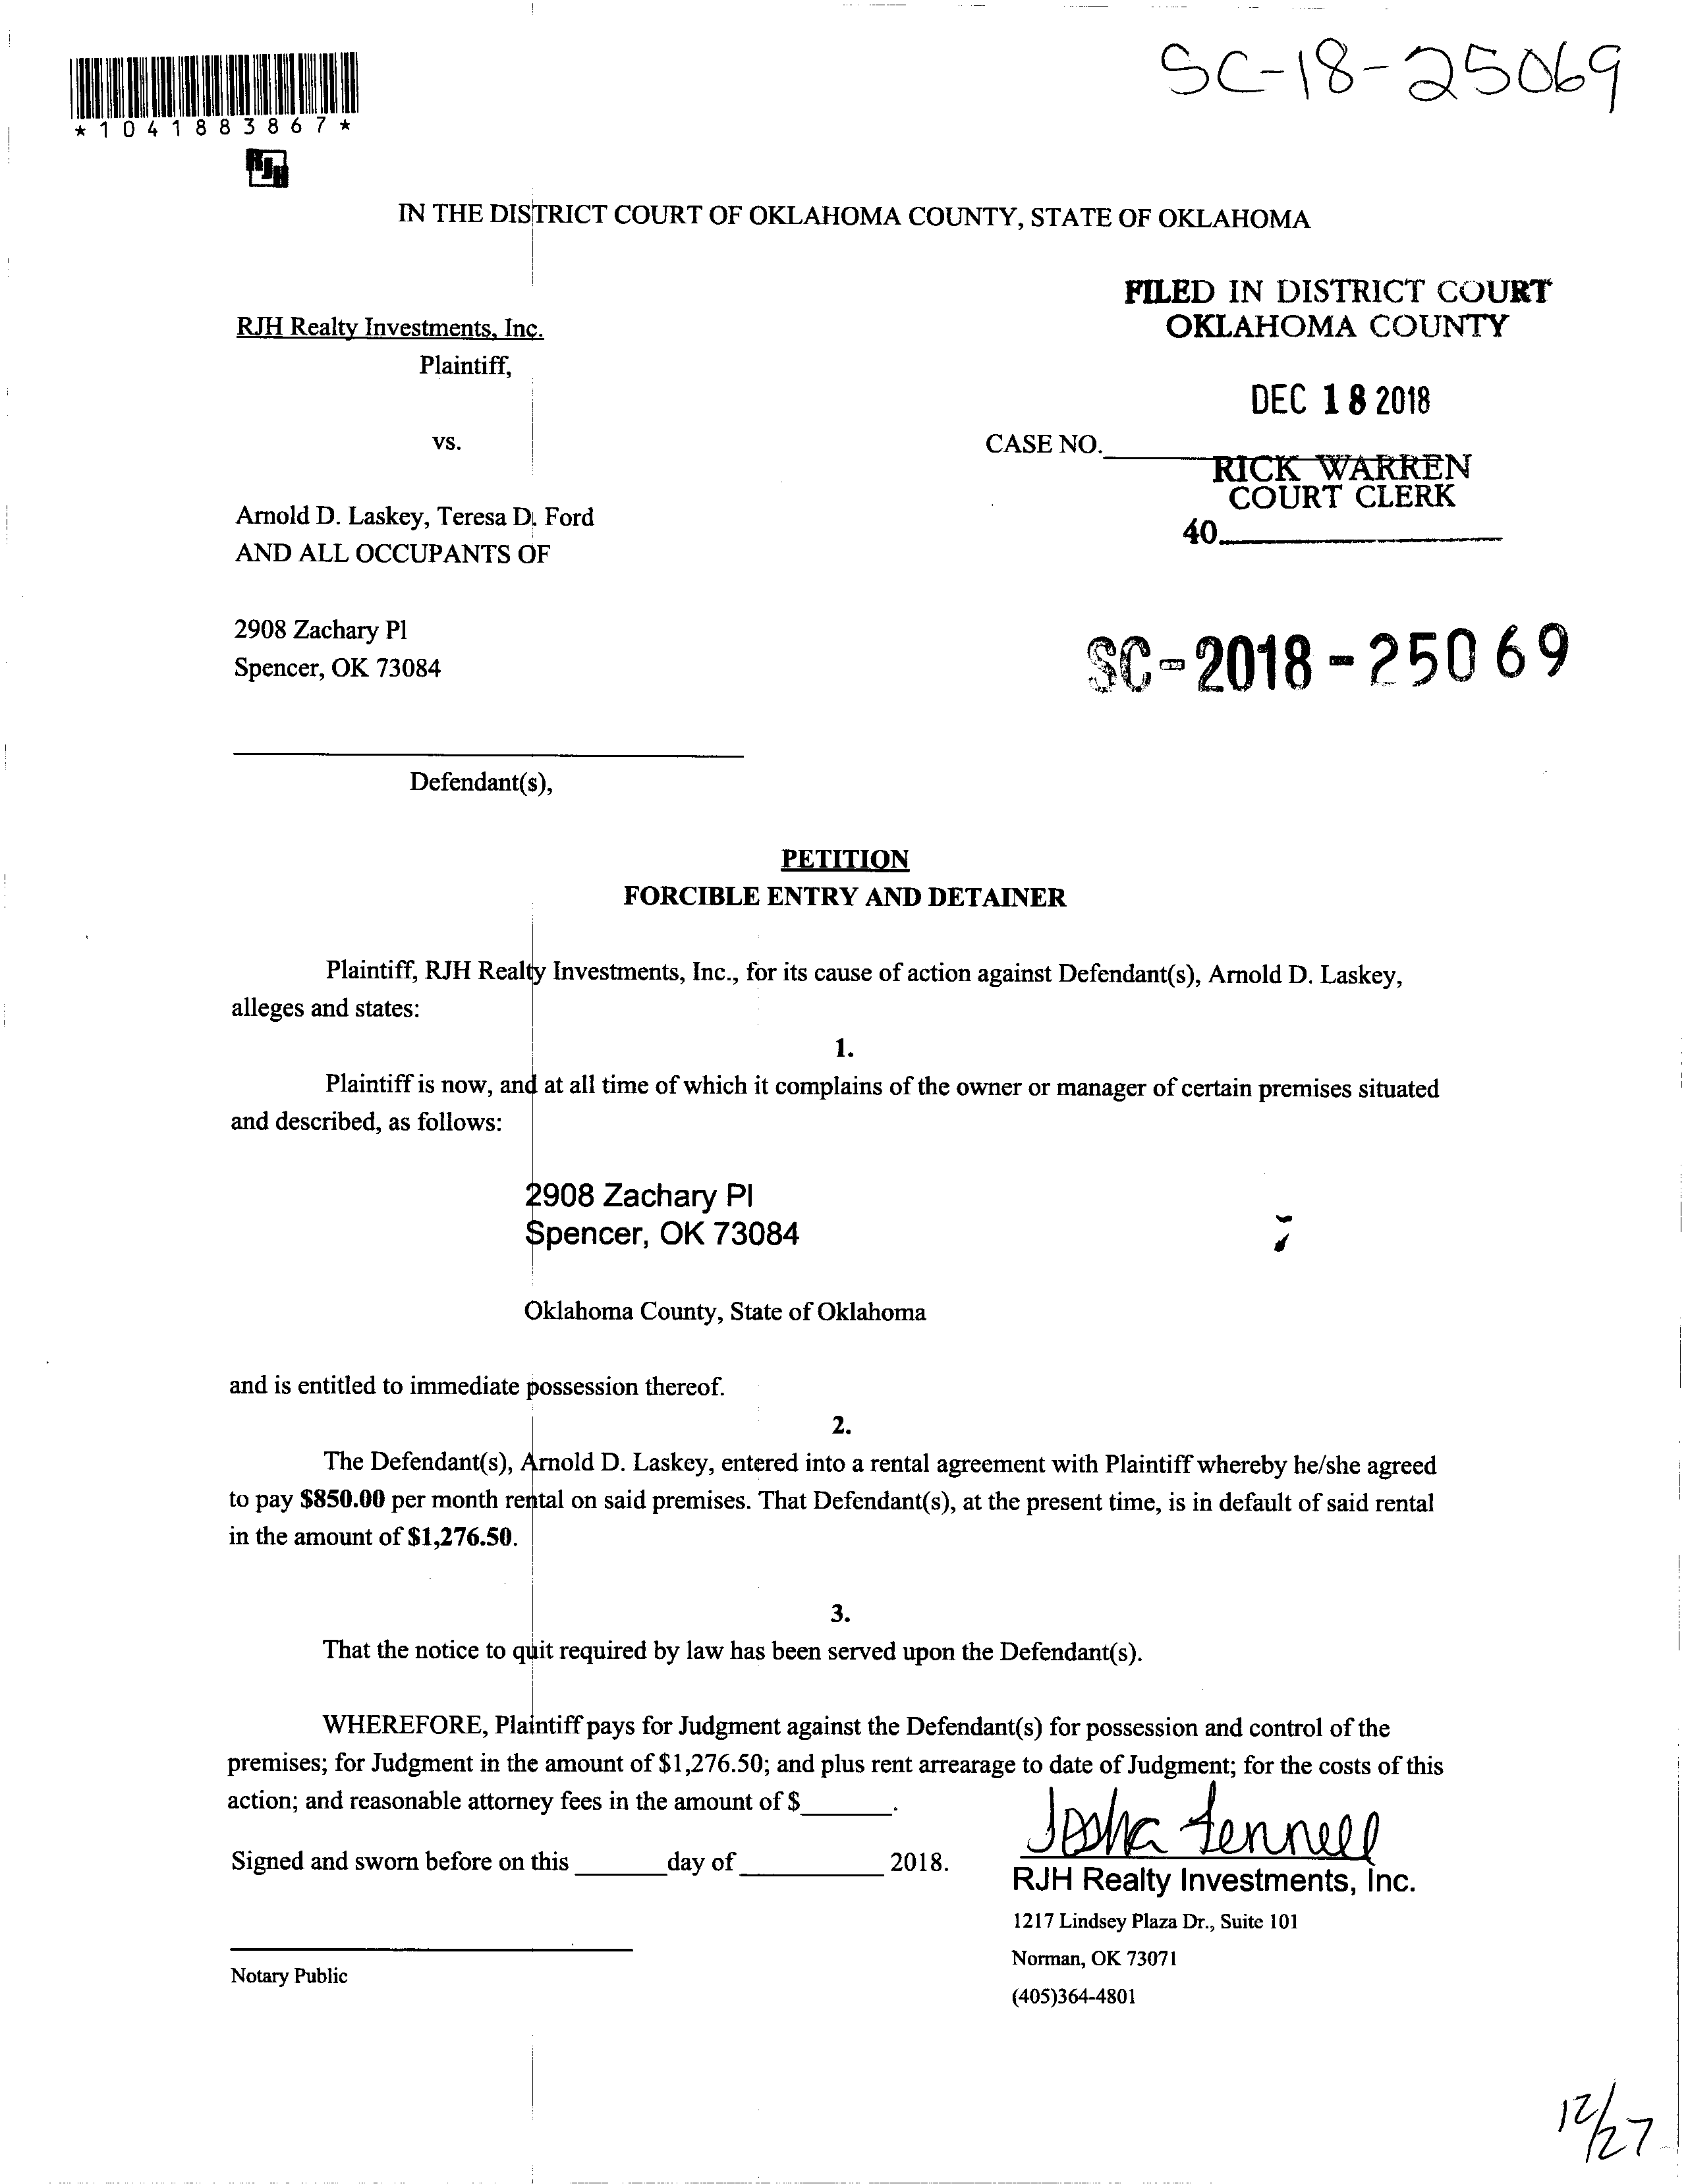 SC-18-25069
*1041883867*
RJH
IN THE DISTRICT COURT OF OKLAHOMA COUNTY, STATE OF OKLAHOMA
FILED IN DISTRICT COURT
OKLAHOMA COUNTY
RJH Realty Investments, Inc.
Plaintiff,
DEC 18 2018
vs.
CASE NO.
RICK WARREN
COURT CLERK
40
Arnold D. Laskey, Teresa D. Ford
AND ALL OCCUPANTS OF
2908 Zachary Pl
Spencer, OK 73084
SC-2018-25069
Defendant(s),
PETITION
FORCIBLE ENTRY AND DETAINER
Plaintiff, RJH Realty Investments, Inc., for its cause of action against Defendant(s), Arnold D. Laskey,
alleges and states:
1.
Plaintiff is now, and at all time of which it complains of the owner or manager of certain premises situated
and described, as follows:
2908 Zachary Pl
Spencer, OK 73084
Oklahoma County, State of Oklahoma
and is entitled to immediate possession thereof.
2.
The Defendant(s), Arnold D. Laskey, entered into a rental agreement with Plaintiff whereby he/she agreed
to pay $850.00 per month rental on said premises. That Defendant(s), at the present time, is in default of said rental
in the amount of $1,276.50.
3.
That the notice to quit required by law has been served upon the Defendant(s).
WHEREFORE, Plaintiff pays for Judgment against the Defendant(s) for possession and control of the
premises; for Judgment in the amount of $1,276.50; and plus rent arrearage to date of Judgment; for the costs of this
action; and reasonable attorney fees in the amount of $_______.
Signed and sworn before on this _______day of ___________ 2018.
RJH Realty Investments, Inc.
1217 Lindsey Plaza Dr., Suite 101
Norman, OK 73071
(405)364-4801
Notary Public
12/27